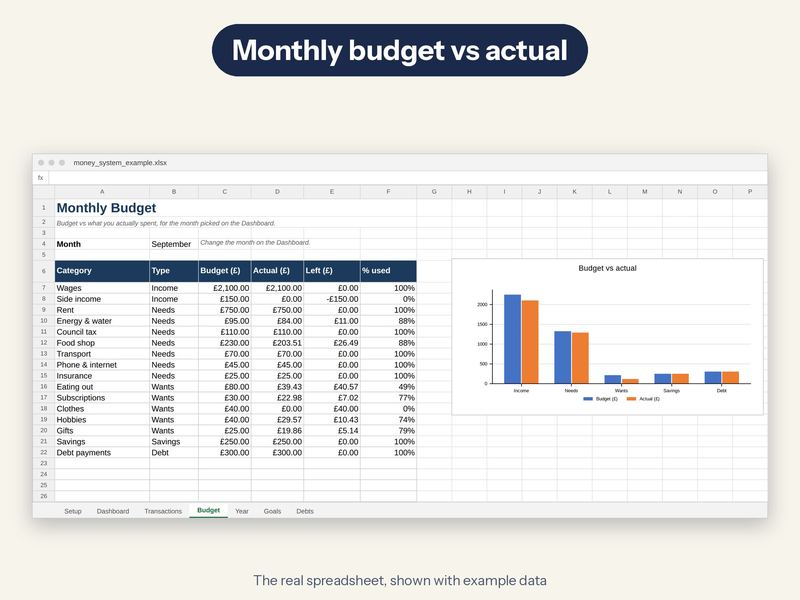 Monthly budget vs actual
money_system_example.xlsx
fx
A B C D E F G H I J K L M N O P
1 Monthly Budget
2 Budget vs what you actually spent, for the month picked on the Dashboard.
3
4 Month September Change the month on the Dashboard.
5
6 Category Type Budget (£) Actual (£) Left (£) % used
7 Wages Income £2,100.00 £2,100.00 £0.00 100%
8 Side income Income £150.00 £0.00 -£150.00 0%
9 Rent Needs £750.00 £750.00 £0.00 100%
10 Energy & water Needs £95.00 £84.00 £11.00 88%
11 Council tax Needs £110.00 £110.00 £0.00 100%
12 Food shop Needs £230.00 £203.51 £26.49 88%
13 Transport Needs £70.00 £70.00 £0.00 100%
14 Phone & internet Needs £45.00 £45.00 £0.00 100%
15 Insurance Needs £25.00 £25.00 £0.00 100%
16 Eating out Wants £80.00 £39.43 £40.57 49%
17 Subscriptions Wants £30.00 £22.98 £7.02 77%
18 Clothes Wants £40.00 £0.00 £40.00 0%
19 Hobbies Wants £40.00 £29.57 £10.43 74%
20 Gifts Wants £25.00 £19.86 £5.14 79%
21 Savings Savings £250.00 £250.00 £0.00 100%
22 Debt payments Debt £300.00 £300.00 £0.00 100%
23
24
25
26
Budget vs actual
2000
1500
1000
500
0
Income Needs Wants Savings Debt
Budget (£) Actual (£)
Setup Dashboard Transactions Budget Year Goals Debts
The real spreadsheet, shown with example data